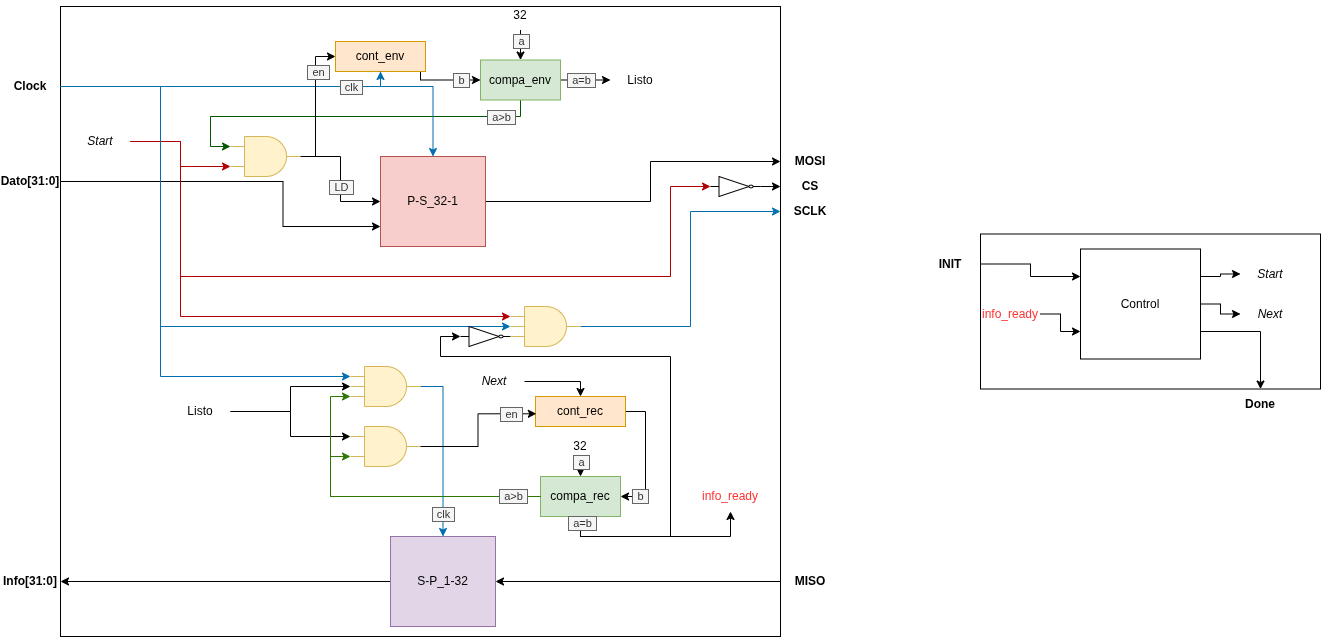 32
a
cont_env
en
clk
b
compa_env
a=b
Listo
Clock
a>b
Start
Dato[31:0]
LD
P-S_32-1
MOSI
CS
SCLK
INIT
info_ready
Control
Start
Next
Done
Next
Listo
en
cont_rec
32
a
a>b
compa_rec
b
a=b
info_ready
clk
Info[31:0]
S-P_1-32
MISO